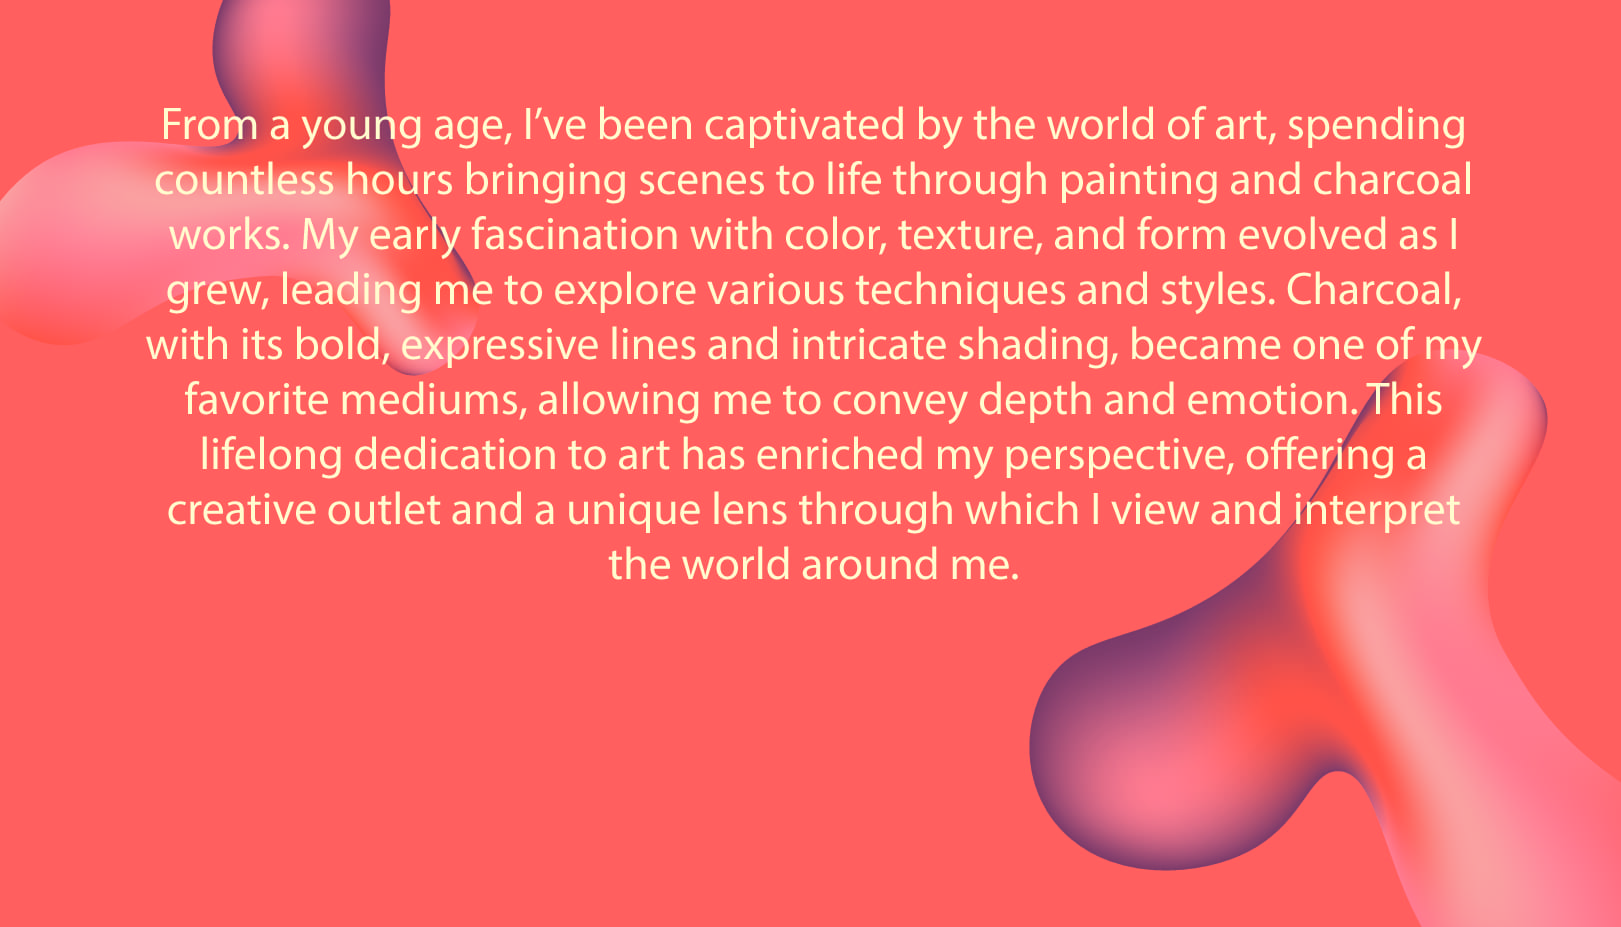 From a young age, I’ve been captivated by the world of art, spending
countless hours bringing scenes to life through painting and charcoal
works. My early fascination with color, texture, and form evolved as I
grew, leading me to explore various techniques and styles. Charcoal,
with its bold, expressive lines and intricate shading, became one of my
favorite mediums, allowing me to convey depth and emotion. This
lifelong dedication to art has enriched my perspective, offering a
creative outlet and a unique lens through which I view and interpret
the world around me.